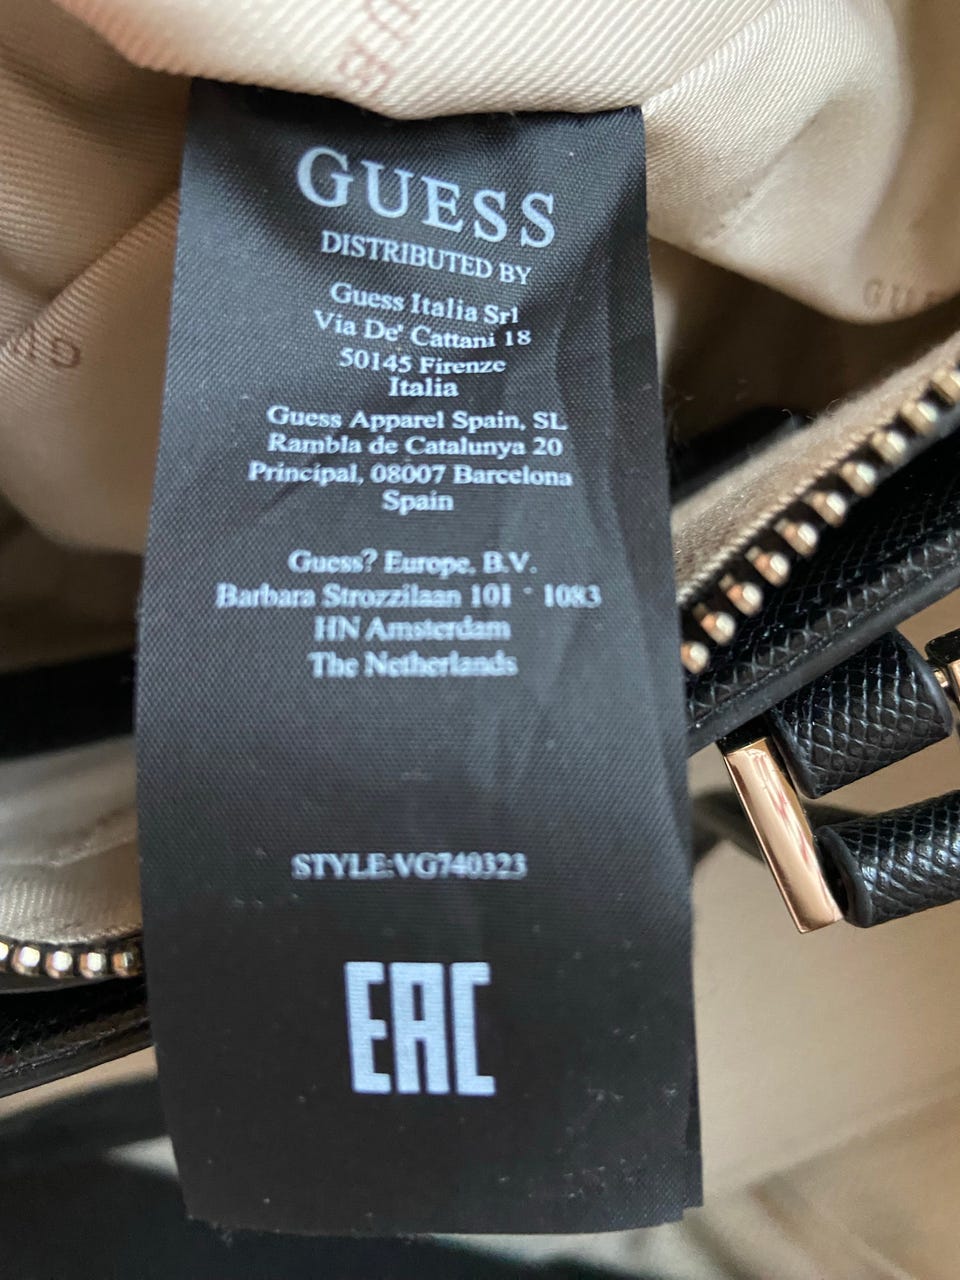 GUESS
DISTRIBUTED BY
Guess Italia Srl
Via De' Cattani 18
50145 Firenze
Italia
Guess Apparel Spain, SL
Rambla de Catalunya 20
Principal, 08007 Barcelona
Spain
Guess? Europe, B.V.
Barbara Strozzilaan 101 - 1083
HN Amsterdam
The Netherlands
STYLE:VG740323
EAC